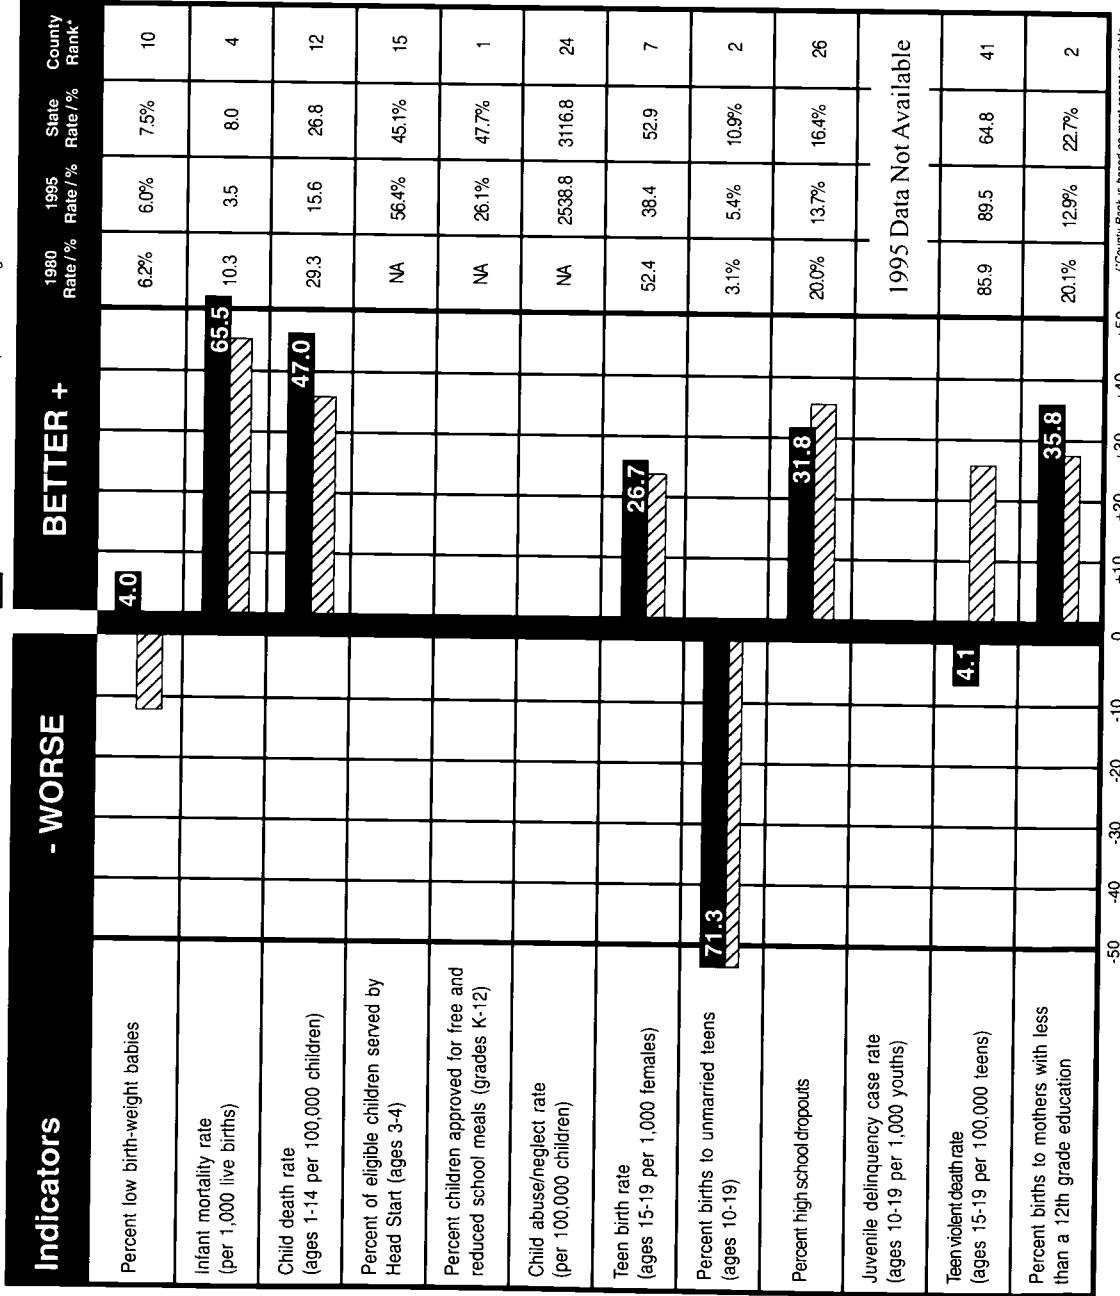 Indicators - WORSE BETTER + 1980 Rate / % 1995 Rate / % State Rate / % County Rank*
Percent low birth-weight babies 4.0 6.2% 6.0% 7.5% 10
Infant mortality rate
(per 1,000 live births) 65.5 10.3 3.5 8.0 4
Child death rate
(ages 1-14 per 100,000 children) 47.0 29.3 15.6 26.8 12
Percent of eligible children served by
Head Start (ages 3-4) NA 56.4% 45.1% 15
Percent children approved for free and
reduced school meals (grades K-12) NA 26.1% 47.7% 1
Child abuse/neglect rate
(per 100,000 children) NA 2538.8 3116.8 24
Teen birth rate
(ages 15-19 per 1,000 females) 26.7 52.4 38.4 52.9 7
Percent births to unmarried teens
(ages 10-19) 71.3 3.1% 5.4% 10.9% 2
Percent high school dropouts 31.8 20.0% 13.7% 16.4% 26
Juvenile delinquency case rate
(ages 10-19 per 1,000 youths) 1995 Data Not Available
Teen violent death rate
(ages 15-19 per 100,000 teens) 4.1 85.9 89.5 64.8 41
Percent births to mothers with less
than a 12th grade education 35.8 20.1% 12.9% 22.7% 2
-50 -40 -30 -20 -10 0 +10 +20 +30 +40 +50
(*County Rank is based on most recent available